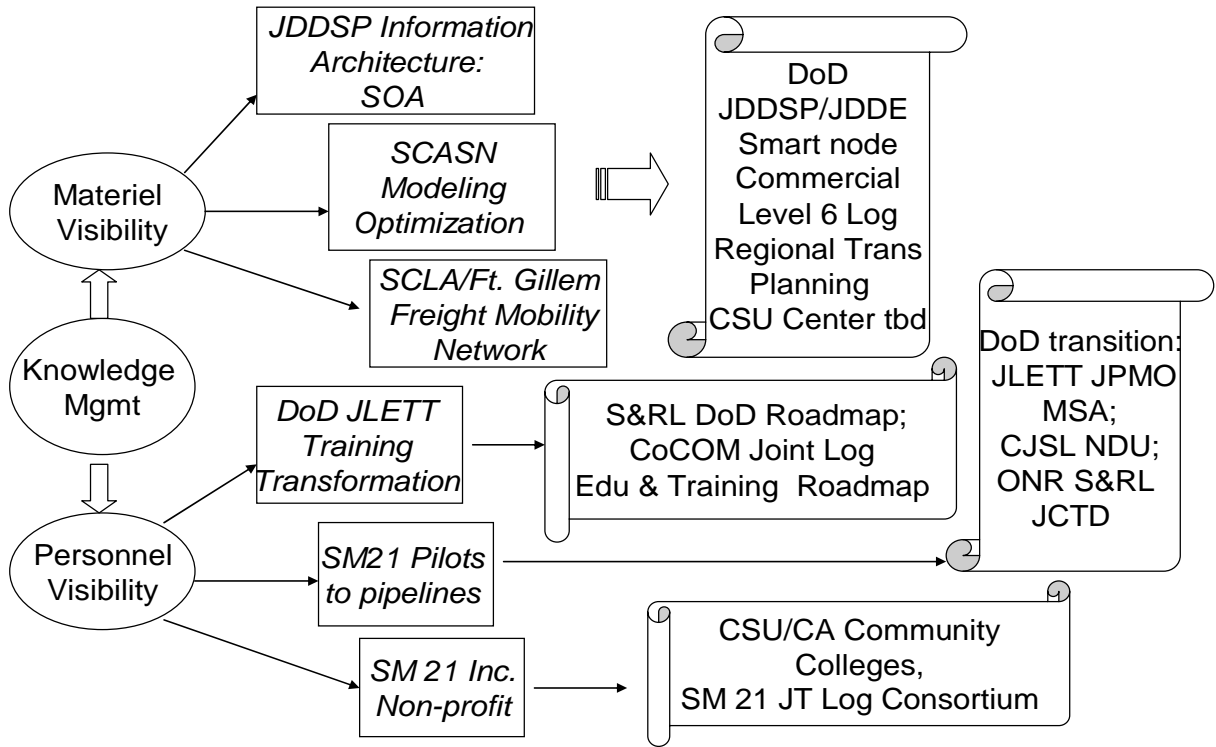 JDDSP Information
Architecture:
SOA
SCASN
Modeling
Optimization
SCLA/Ft. Gillem
Freight Mobility
Network
Materiel
Visibility
Knowledge
Mgmt
Personnel
Visibility
DoD
JDDSP/JDDE
Smart node
Commercial
Level 6 Log
Regional Trans
Planning
CSU Center tbd
DoD JLETT
Training
Transformation
S&RL DoD Roadmap;
CoCOM Joint Log
Edu & Training Roadmap
DoD transition:
JLETT JPMO
MSA;
CJSL NDU;
ONR S&RL
JCTD
SM21 Pilots
to pipelines
SM 21 Inc.
Non-profit
CSU/CA Community
Colleges,
SM 21 JT Log Consortium